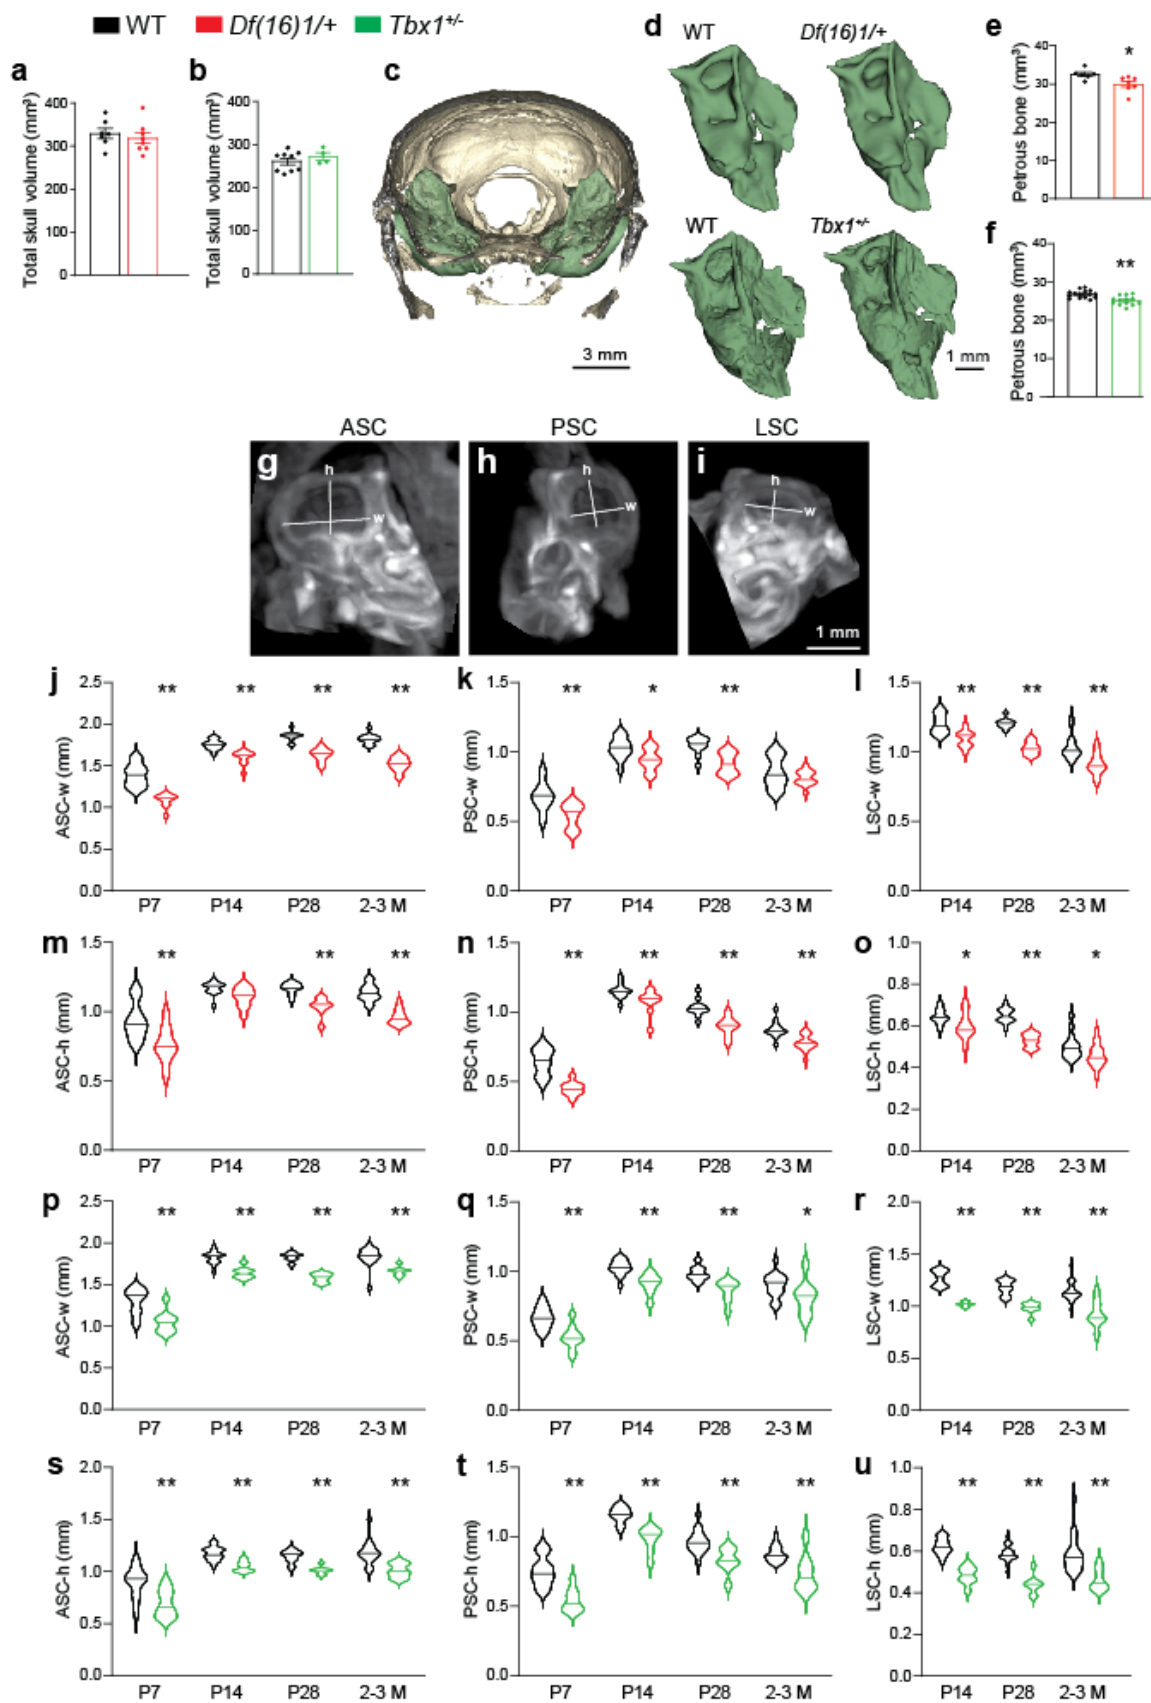 WT Df(16)1/+ Tbx1+/-
a
Total skull volume (mm³)
400
300
200
100
0
b
Total skull volume (mm³)
400
300
200
100
0
c
3 mm
d
WT Df(16)1/+
WT Tbx1+/-
1 mm
e
Petrous bone (mm³)
40
30
20
10
0
*
f
Petrous bone (mm³)
40
30
20
10
0
**
ASC PSC LSC
g
h
w
h
h
w
i
h
w
1 mm
j
ASC-w (mm)
2.5
2.0
1.5
1.0
0.5
0.0
** ** ** **
P7 P14 P28 2-3 M
k
PSC-w (mm)
1.5
1.0
0.5
0.0
** * **
P7 P14 P28 2-3 M
l
LSC-w (mm)
1.5
1.0
0.5
0.0
** ** **
P14 P28 2-3 M
m
ASC-h (mm)
1.5
1.0
0.5
0.0
** ** **
P7 P14 P28 2-3 M
n
PSC-h (mm)
1.5
1.0
0.5
0.0
** ** ** **
P7 P14 P28 2-3 M
o
LSC-h (mm)
1.0
0.8
0.6
0.4
0.2
0.0
* ** *
P14 P28 2-3 M
p
ASC-w (mm)
2.5
2.0
1.5
1.0
0.5
0.0
** ** ** **
P7 P14 P28 2-3 M
q
PSC-w (mm)
1.5
1.0
0.5
0.0
** ** ** *
P7 P14 P28 2-3 M
r
LSC-w (mm)
2.0
1.5
1.0
0.5
0.0
** ** **
P14 P28 2-3 M
s
ASC-h (mm)
2.0
1.5
1.0
0.5
0.0
** ** ** **
P7 P14 P28 2-3 M
t
PSC-h (mm)
1.5
1.0
0.5
0.0
** ** ** **
P7 P14 P28 2-3 M
u
LSC-h (mm)
1.0
0.8
0.6
0.4
0.2
0.0
** ** **
P14 P28 2-3 M